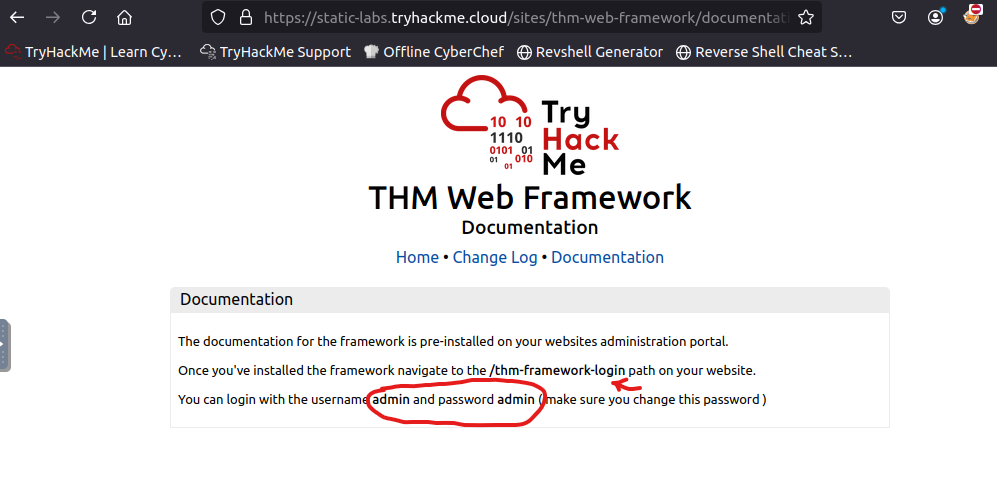 https://static-labs.tryhackme.cloud/sites/thm-web-framework/documentati
TryHackMe | Learn Cy… TryHackMe Support Offline CyberChef Revshell Generator Reverse Shell Cheat S…
10 10
1110
0101 01
01 010
01
Try
Hack
Me
THM Web Framework
Documentation
Home • Change Log • Documentation
Documentation
The documentation for the framework is pre-installed on your websites administration portal.
Once you've installed the framework navigate to the /thm-framework-login path on your website.
You can login with the username admin and password admin ( make sure you change this password )